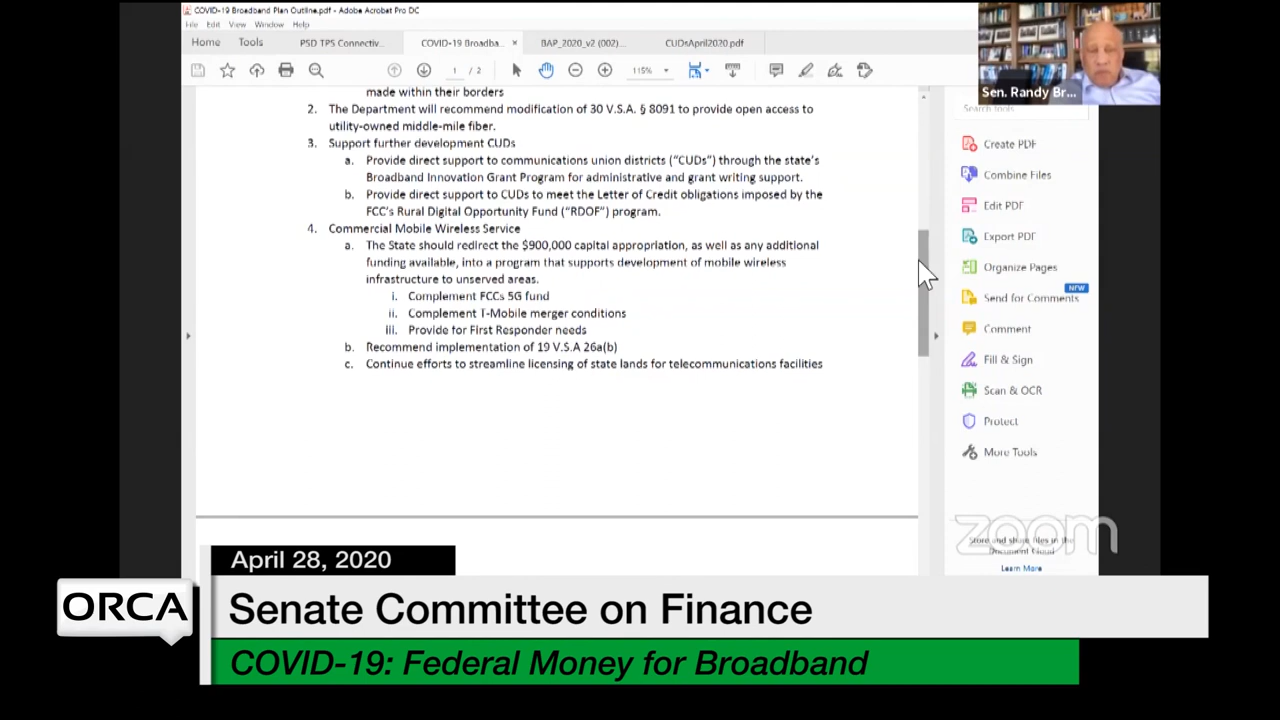 COVID-19 Broadband Plan Outline.pdf - Adobe Acrobat Pro DC
File Edit View Window Help
Home Tools PSD TPS Connectiv... COVID-19 Broadba... × BAP_2020_v2 (002)... CUDsApril2020.pdf
1 / 2 115%
Sen. Randy Br...
made within their borders
2. The Department will recommend modification of 30 V.S.A. § 8091 to provide open access to
utility-owned middle-mile fiber.
3. Support further development CUDs
a. Provide direct support to communications union districts ("CUDs") through the state's
Broadband Innovation Grant Program for administrative and grant writing support.
b. Provide direct support to CUDs to meet the Letter of Credit obligations imposed by the
FCC's Rural Digital Opportunity Fund ("RDOF") program.
4. Commercial Mobile Wireless Service
a. The State should redirect the $900,000 capital appropriation, as well as any additional
funding available, into a program that supports development of mobile wireless
infrastructure to unserved areas.
i. Complement FCCs 5G fund
ii. Complement T-Mobile merger conditions
iii. Provide for First Responder needs
b. Recommend implementation of 19 V.S.A 26a(b)
c. Continue efforts to streamline licensing of state lands for telecommunications facilities
Search tools
Create PDF
Combine Files
Edit PDF
Export PDF
Organize Pages
NEW
Send for Comments
Comment
Fill & Sign
Scan & OCR
Protect
More Tools
zoom
Store and share files in the
Document Cloud
Learn More
April 28, 2020
ORCA
Senate Committee on Finance
COVID-19: Federal Money for Broadband